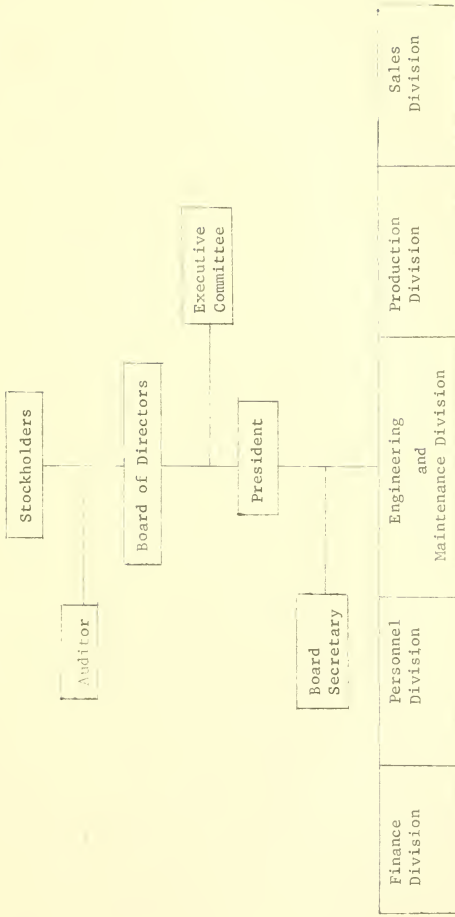 Stockholders
Auditor
Board of Directors
Executive
Committee
President
Board
Secretary
Finance
Division
Personnel
Division
Engineering
and
Maintenance Division
Production
Division
Sales
Division